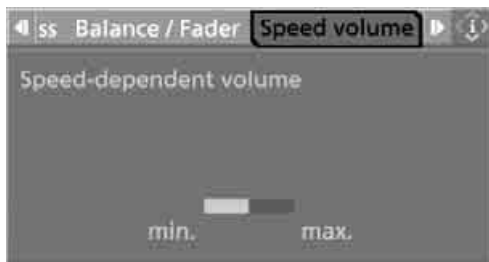 ss Balance / Fader Speed volume i
Speed-dependent volume
min. max.